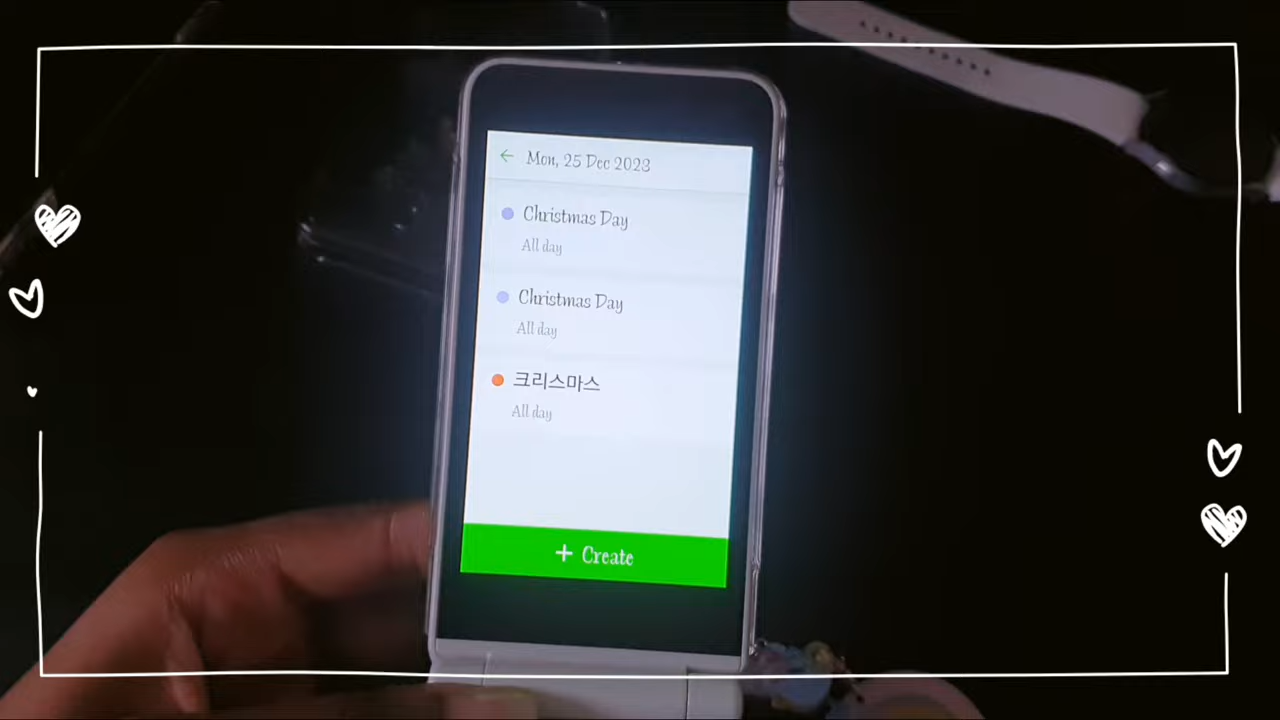 ← Mon, 25 Dec 2023
Christmas Day
All day
Christmas Day
All day
크리스마스
All day
+ Create